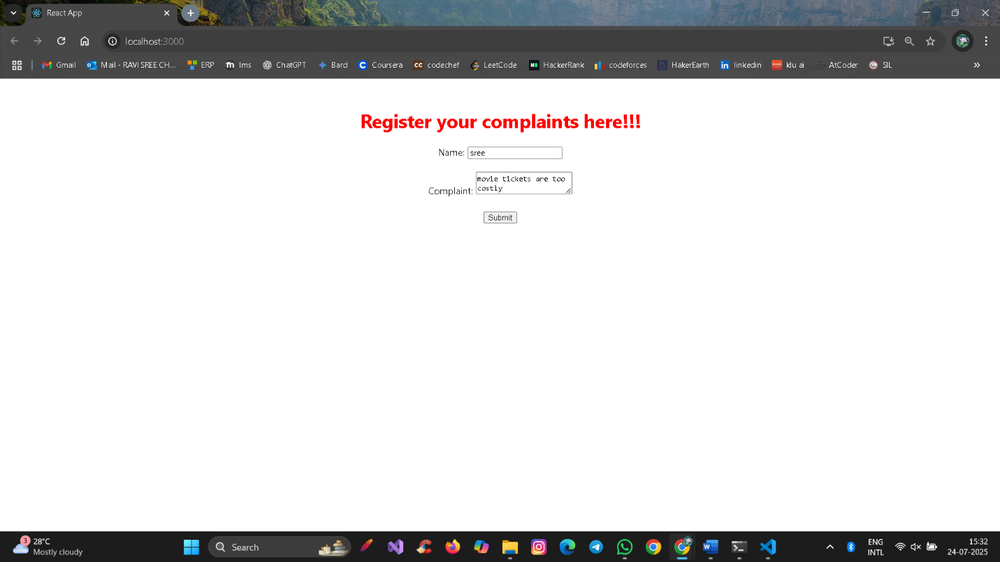 React App
localhost:3000
Gmail Mail - RAVI SREE CH... ERP lms ChatGPT Bard Coursera codechef LeetCode HackerRank codeforces HakerEarth linkedin klu ai AtCoder SIL
Register your complaints here!!!
Name: sree
Complaint: movie tickets are too
costly
Submit
3 28°C
Mostly cloudy
Search
ENG
INTL
15:32
24-07-2025